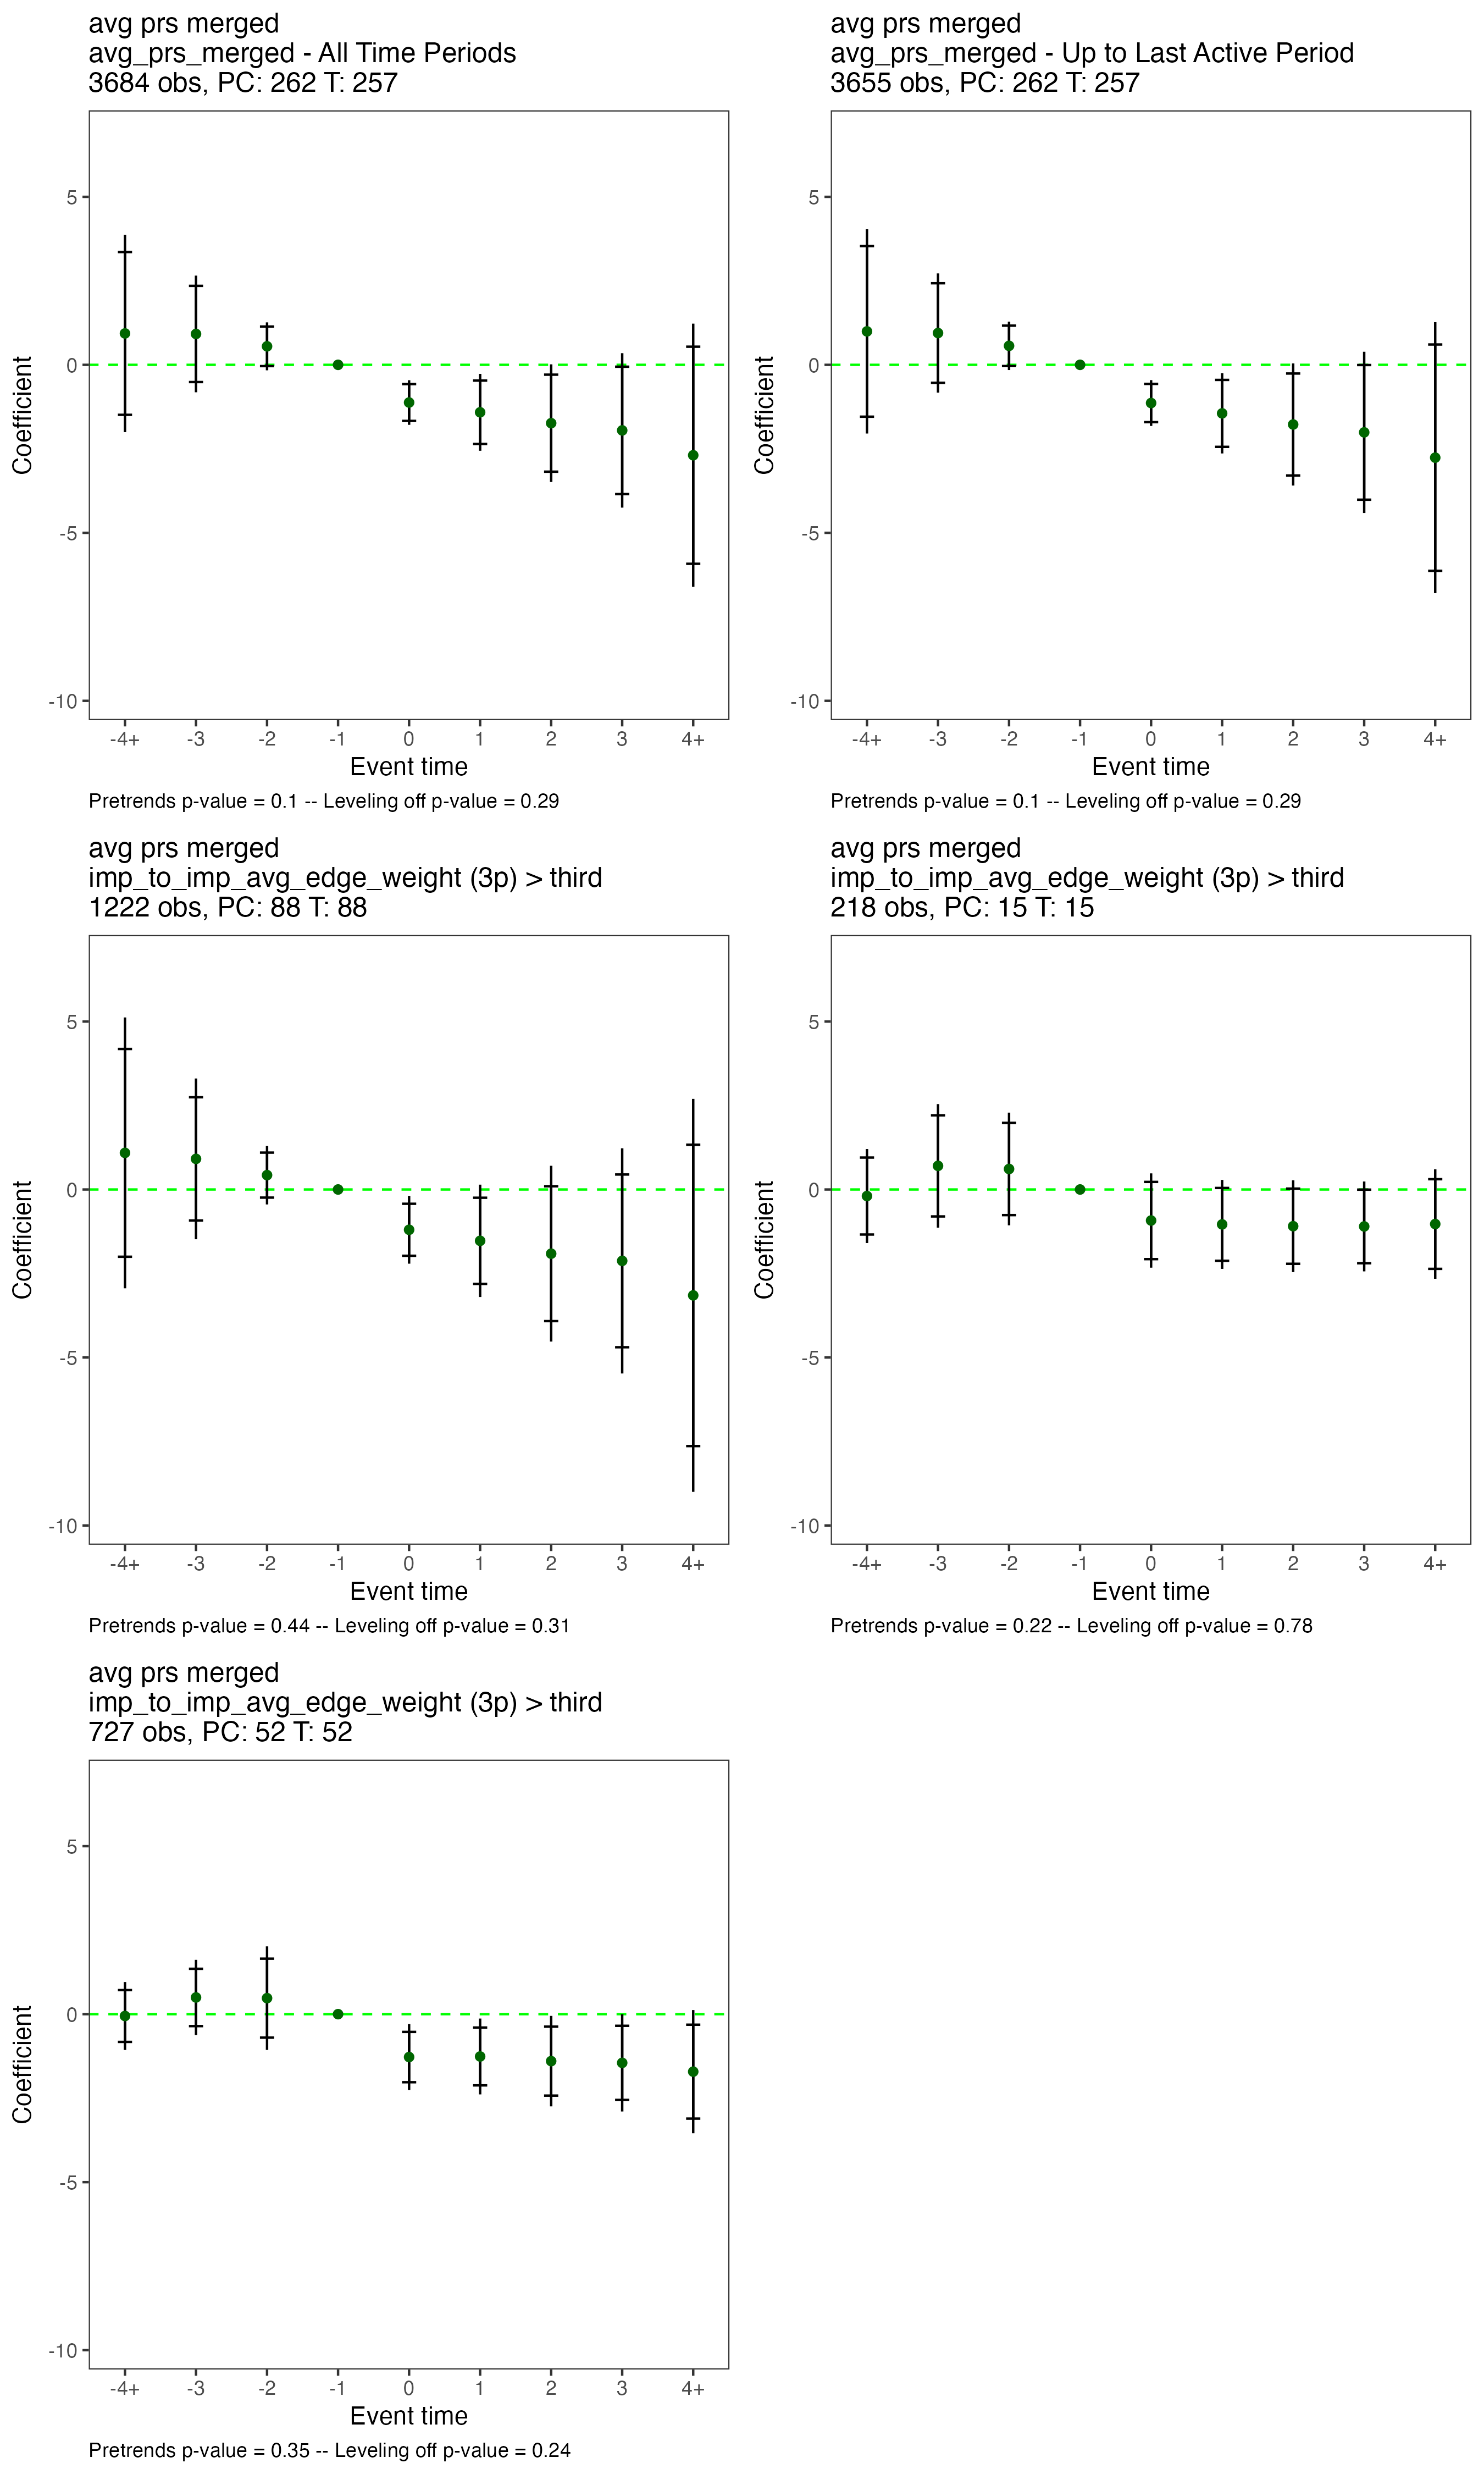 avg prs merged
avg_prs_merged - All Time Periods
3684 obs, PC: 262 T: 257
Coefficient
5
0
-5
-10
-4+ -3 -2 -1 0 1 2 3 4+
Event time
Pretrends p-value = 0.1 -- Leveling off p-value = 0.29
avg prs merged
avg_prs_merged - Up to Last Active Period
3655 obs, PC: 262 T: 257
Coefficient
5
0
-5
-10
-4+ -3 -2 -1 0 1 2 3 4+
Event time
Pretrends p-value = 0.1 -- Leveling off p-value = 0.29
avg prs merged
imp_to_imp_avg_edge_weight (3p) > third
1222 obs, PC: 88 T: 88
Coefficient
5
0
-5
-10
-4+ -3 -2 -1 0 1 2 3 4+
Event time
Pretrends p-value = 0.44 -- Leveling off p-value = 0.31
avg prs merged
imp_to_imp_avg_edge_weight (3p) > third
218 obs, PC: 15 T: 15
Coefficient
5
0
-5
-10
-4+ -3 -2 -1 0 1 2 3 4+
Event time
Pretrends p-value = 0.22 -- Leveling off p-value = 0.78
avg prs merged
imp_to_imp_avg_edge_weight (3p) > third
727 obs, PC: 52 T: 52
Coefficient
5
0
-5
-10
-4+ -3 -2 -1 0 1 2 3 4+
Event time
Pretrends p-value = 0.35 -- Leveling off p-value = 0.24